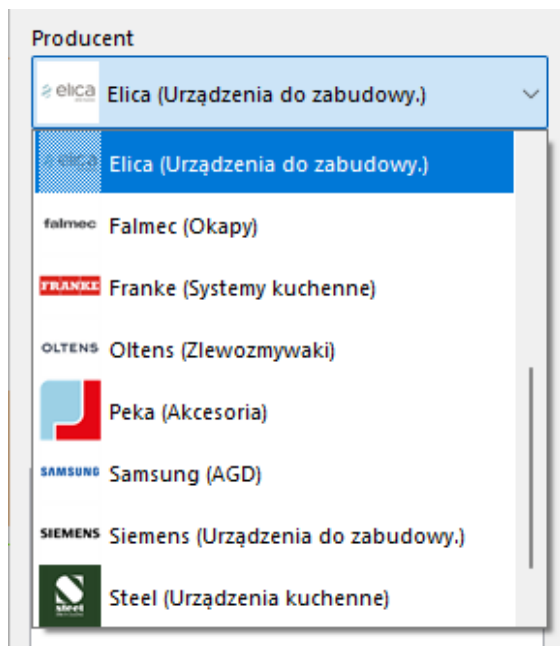 Producent
elica Elica (Urządzenia do zabudowy.)
elica Elica (Urządzenia do zabudowy.)
falmec Falmec (Okapy)
FRANKE Franke (Systemy kuchenne)
OLTENS Oltens (Zlewozmywaki)
Peka (Akcesoria)
SAMSUNG Samsung (AGD)
SIEMENS Siemens (Urządzenia do zabudowy.)
steel Steel (Urządzenia kuchenne)